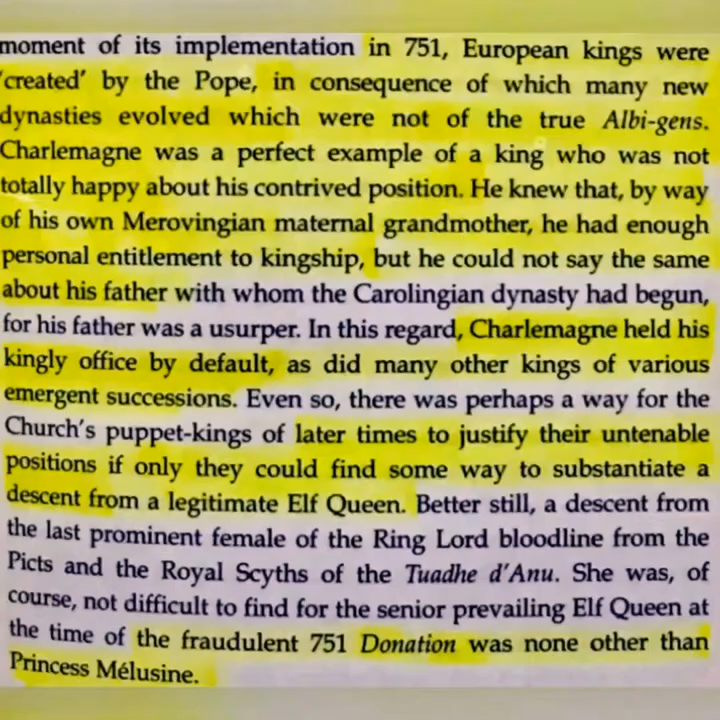 moment of its implementation in 751, European kings were
'created' by the Pope, in consequence of which many new
dynasties evolved which were not of the true Albi-gens.
Charlemagne was a perfect example of a king who was not
totally happy about his contrived position. He knew that, by way
of his own Merovingian maternal grandmother, he had enough
personal entitlement to kingship, but he could not say the same
about his father with whom the Carolingian dynasty had begun,
for his father was a usurper. In this regard, Charlemagne held his
kingly office by default, as did many other kings of various
emergent successions. Even so, there was perhaps a way for the
Church's puppet-kings of later times to justify their untenable
positions if only they could find some way to substantiate a
descent from a legitimate Elf Queen. Better still, a descent from
the last prominent female of the Ring Lord bloodline from the
Picts and the Royal Scyths of the Tuadhe d'Anu. She was, of
course, not difficult to find for the senior prevailing Elf Queen at
the time of the fraudulent 751 Donation was none other than
Princess Mélusine.